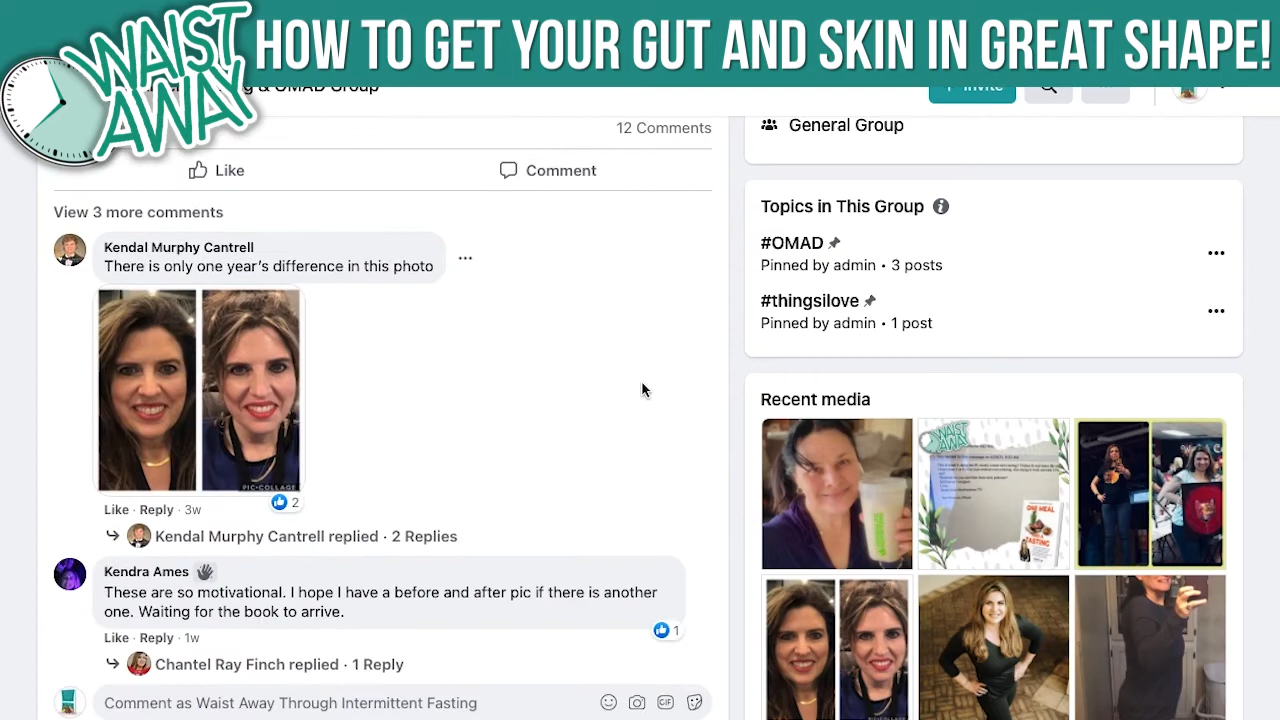 WAIST
AWAY
HOW TO GET YOUR GUT AND SKIN IN GREAT SHAPE!
& OMAD Group
Invite
12 Comments
Like
Comment
View 3 more comments
Kendal Murphy Cantrell
There is only one year's difference in this photo
PIC•COLLAGE
2
Like · Reply · 3w
Kendal Murphy Cantrell replied · 2 Replies
Kendra Ames
These are so motivational. I hope I have a before and after pic if there is another
one. Waiting for the book to arrive.
1
Like · Reply · 1w
Chantel Ray Finch replied · 1 Reply
Comment as Waist Away Through Intermittent Fasting
GIF
General Group
Topics in This Group
#OMAD
Pinned by admin • 3 posts
#thingsilove
Pinned by admin • 1 post
Recent media
WAIST
AWAY
ONE MEAL
FASTING